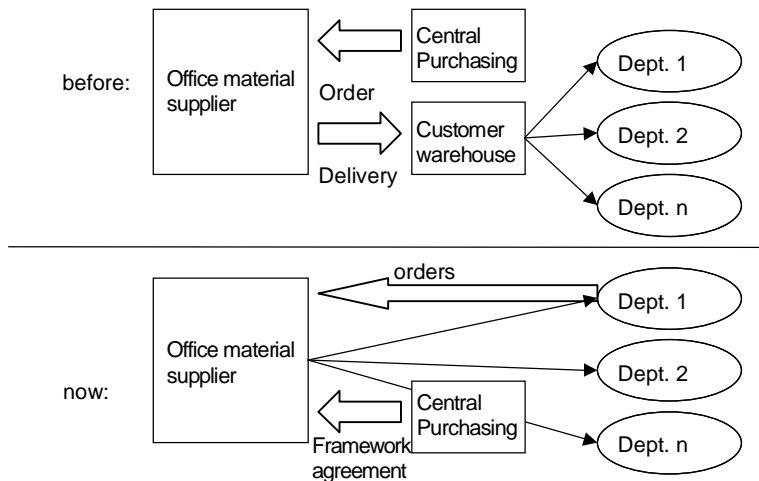 before:
Office material
supplier
Order
Delivery
Central
Purchasing
Customer
warehouse
Dept. 1
Dept. 2
Dept. n
now:
Office material
supplier
orders
Framework
agreement
Central
Purchasing
Dept. 1
Dept. 2
Dept. n